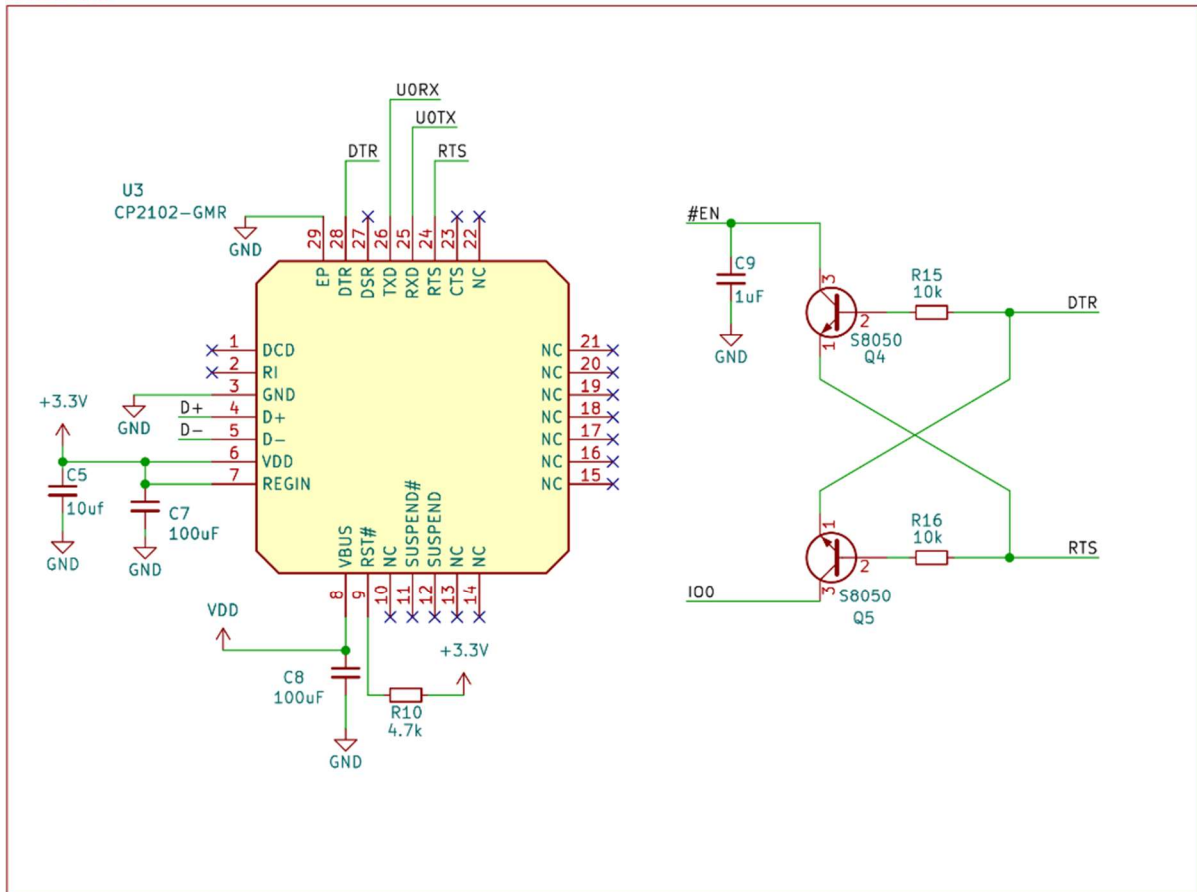 U0RX
U0TX
DTR
RTS
U3
CP2102-GMR
GND
29
28
27
26
25
24
23
22
EP
DTR
DSR
TXD
RXD
RTS
CTS
NC
1 DCD
2 RI
3 GND
4 D+
5 D-
6 VDD
7 REGIN
GND
D+
D-
+3.3V
C5
10uf
GND
C7
100uF
GND
NC 21
NC 20
NC 19
NC 18
NC 17
NC 16
NC 15
VBUS
RST#
NC
SUSPEND#
SUSPEND
NC
NC
8
9
10
11
12
13
14
VDD
C8
100uF
GND
+3.3V
R10
4.7k
#EN
C9
1uF
GND
3
2
1
S8050
Q4
R15
10k
DTR
1
2
3
S8050
Q5
R16
10k
RTS
IO0